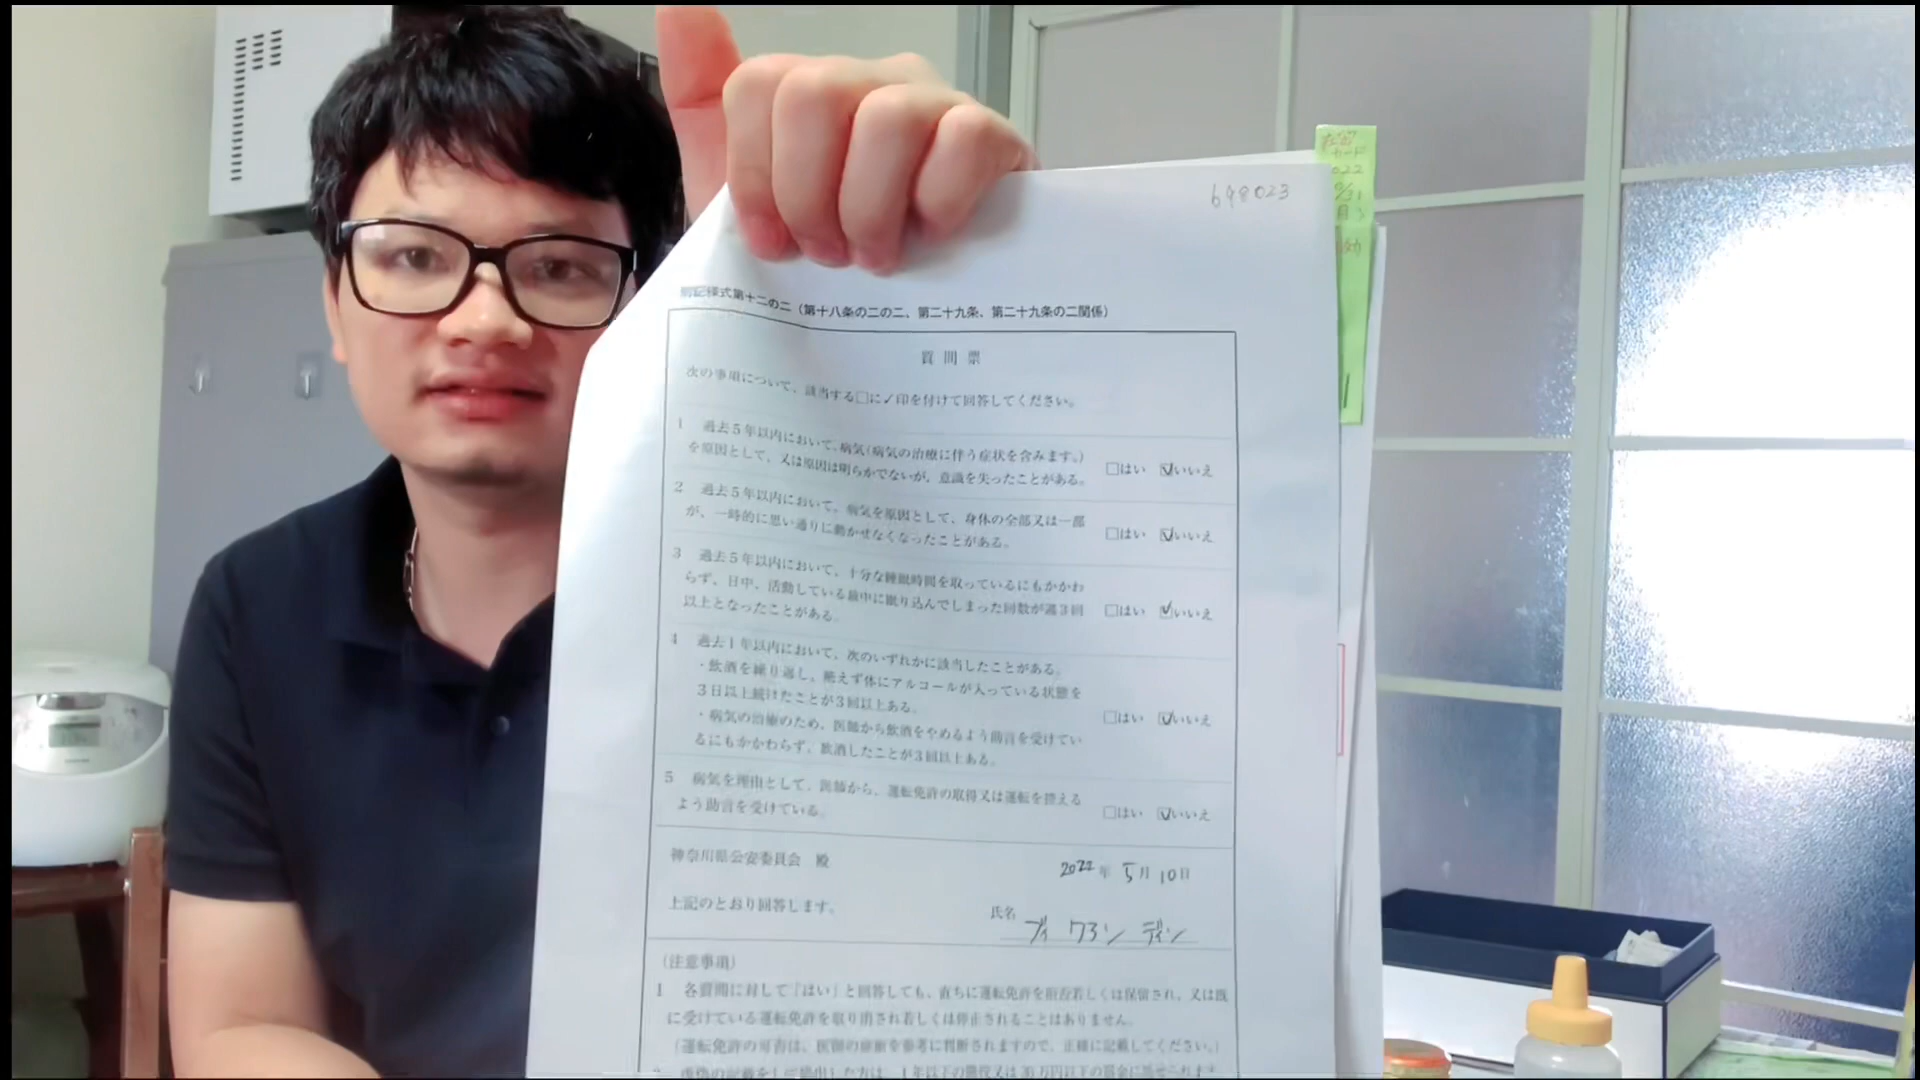 698023
別記様式第十二の二（第十八条の二の二、第二十九条、第二十九条の二関係）
質 問 票
次の事項について、該当する□に✓印を付けて回答してください。
1 過去５年以内において、病気（病気の治療に伴う症状を含みます。）
を原因として、又は原因は明らかでないが、意識を失ったことがある。
□はい ☑いいえ
2 過去５年以内において、病気を原因として、身体の全部又は一部
が、一時的に思い通りに動かせなくなったことがある。
□はい ☑いいえ
3 過去５年以内において、十分な睡眠時間を取っているにもかかわ
らず、日中、活動している最中に眠り込んでしまった回数が週３回
以上となったことがある。
□はい ☑いいえ
4 過去１年以内において、次のいずれかに該当したことがある。
・飲酒を繰り返し、絶えず体にアルコールが入っている状態を
３日以上続けたことが３回以上ある。
・病気の治療のため、医師から飲酒をやめるよう助言を受けてい
るにもかかわらず、飲酒したことが３回以上ある。
□はい ☑いいえ
5 病気を理由として、医師から、運転免許の取得又は運転を控える
よう助言を受けている。
□はい ☑いいえ
神奈川県公安委員会 殿
2022年 5月 10日
上記のとおり回答します。
氏名 ブイ クアン ディン
（注意事項）
1 各質問に対して「はい」と回答しても、直ちに運転免許を拒否若しくは保留され、又は既
に受けている運転免許を取り消され若しくは停止されることはありません。
（運転免許の可否は、医師の診断を参考に判断されますので、正確に記載してください。）
カード
022